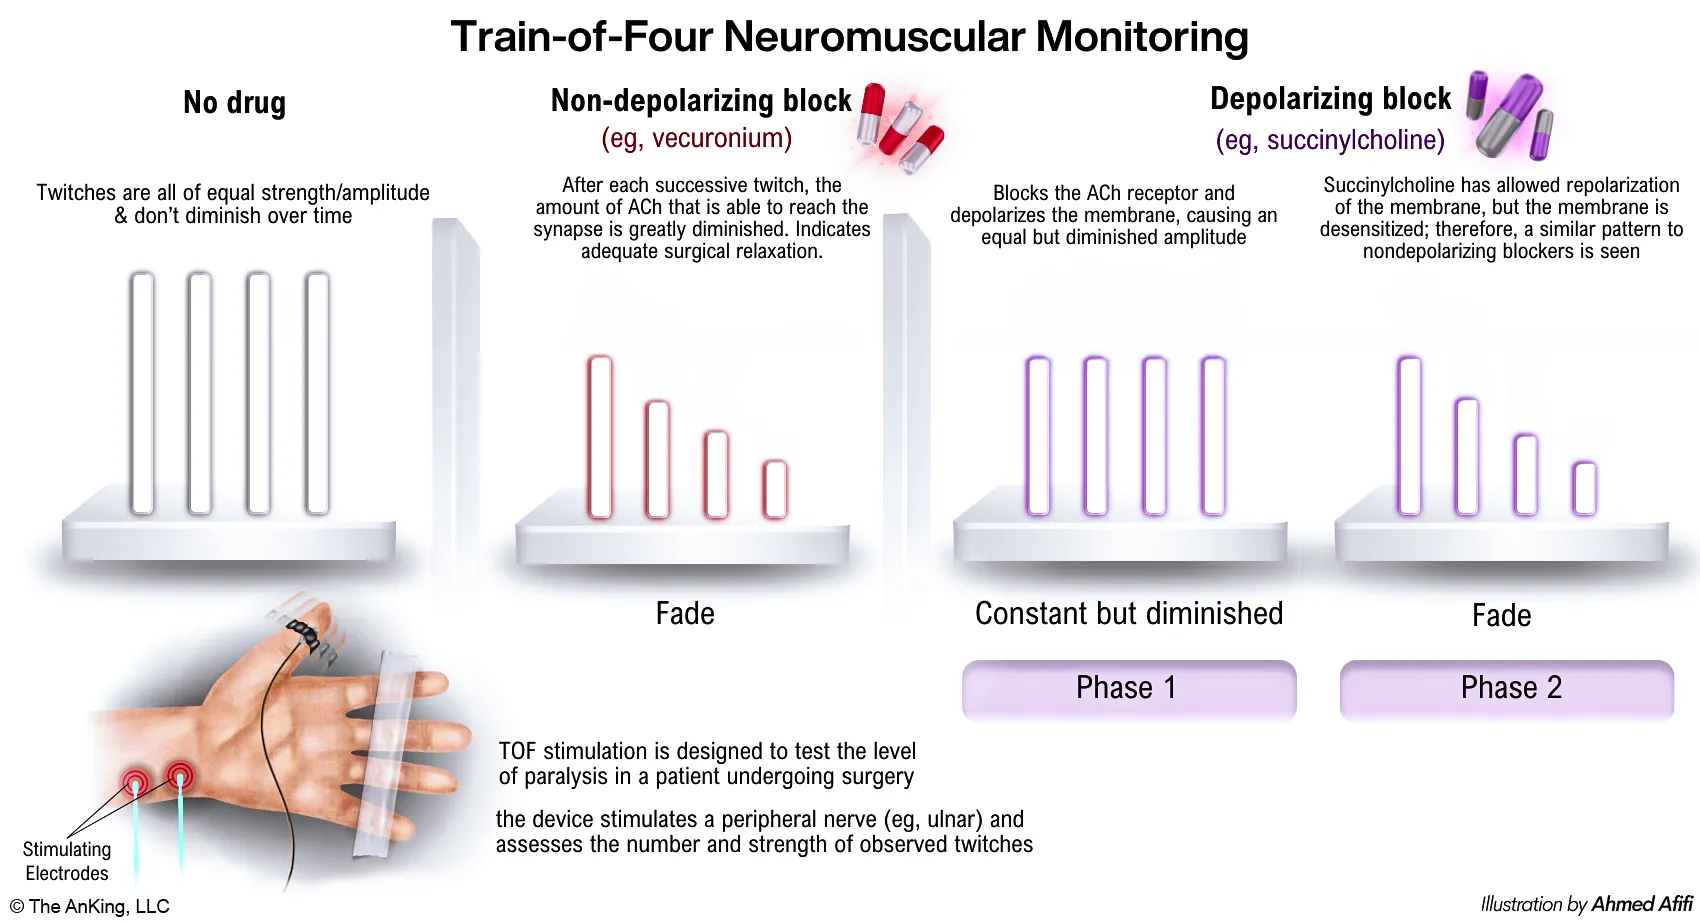 Train-of-Four Neuromuscular Monitoring
No drug
Twitches are all of equal strength/amplitude
& don't diminish over time
Non-depolarizing block
(eg, vecuronium)
After each successive twitch, the
amount of ACh that is able to reach the
synapse is greatly diminished. Indicates
adequate surgical relaxation.
Fade
Depolarizing block
(eg, succinylcholine)
Blocks the ACh receptor and
depolarizes the membrane, causing an
equal but diminished amplitude
Constant but diminished
Phase 1
Succinylcholine has allowed repolarization
of the membrane, but the membrane is
desensitized; therefore, a similar pattern to
nondepolarizing blockers is seen
Fade
Phase 2
Stimulating
Electrodes
TOF stimulation is designed to test the level
of paralysis in a patient undergoing surgery
the device stimulates a peripheral nerve (eg, ulnar) and
assesses the number and strength of observed twitches
© The AnKing, LLC
Illustration by Ahmed Afifi